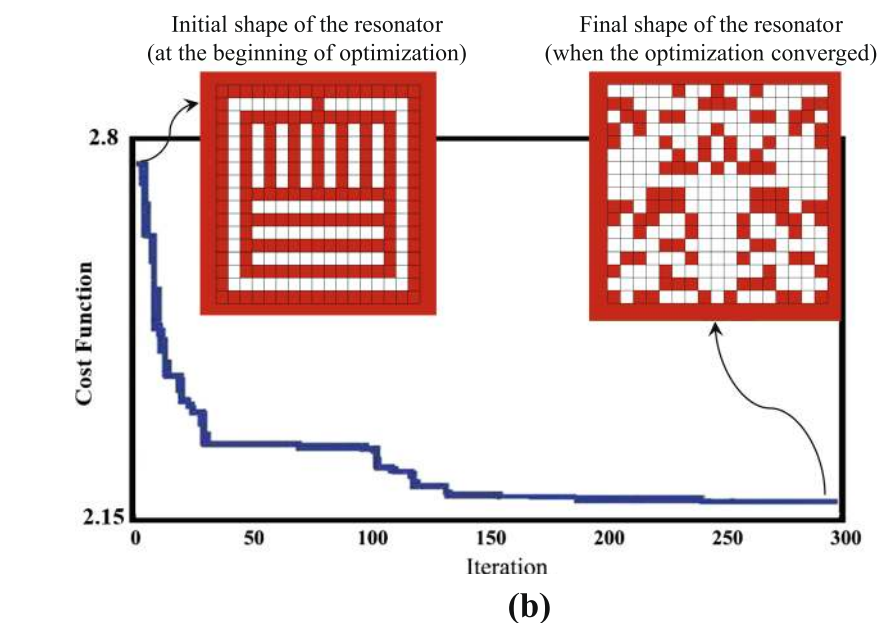 Initial shape of the resonator
(at the beginning of optimization)
Final shape of the resonator
(when the optimization converged)
2.8
Cost Function
2.15
0 50 100 150 200 250 300
Iteration
(b)